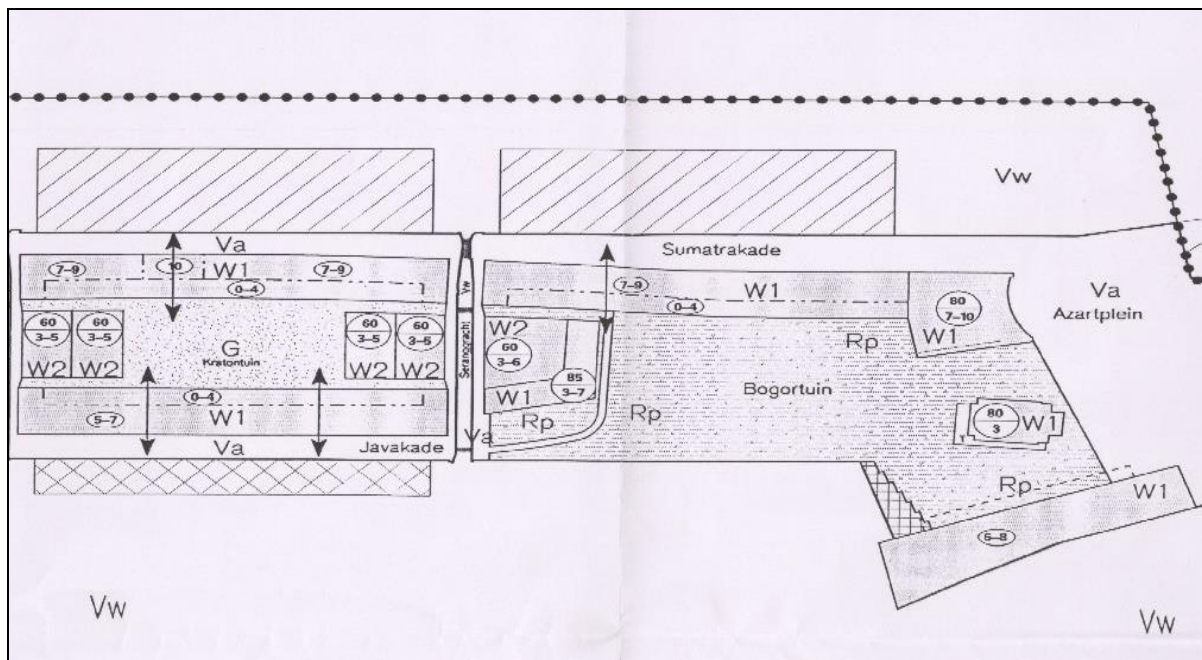 Vw
Va
Sumatrakade
7–9
10
W1
7–9
0–4
Vw
7–9
W1
0–4
80
7–10
W1
Va
Azartplein
60
3–5
60
3–5
G
Kratontuin
60
3–5
60
3–5
W2
W2
W2
W2
Seranggracht
W2
60
3–6
W1
85
3–7
Rp
Rp
Rp
Bogortuin
80
3
W1
0–4
5–7
W1
Va
Javakade
Va
Rp
W1
6–8
Vw
Vw